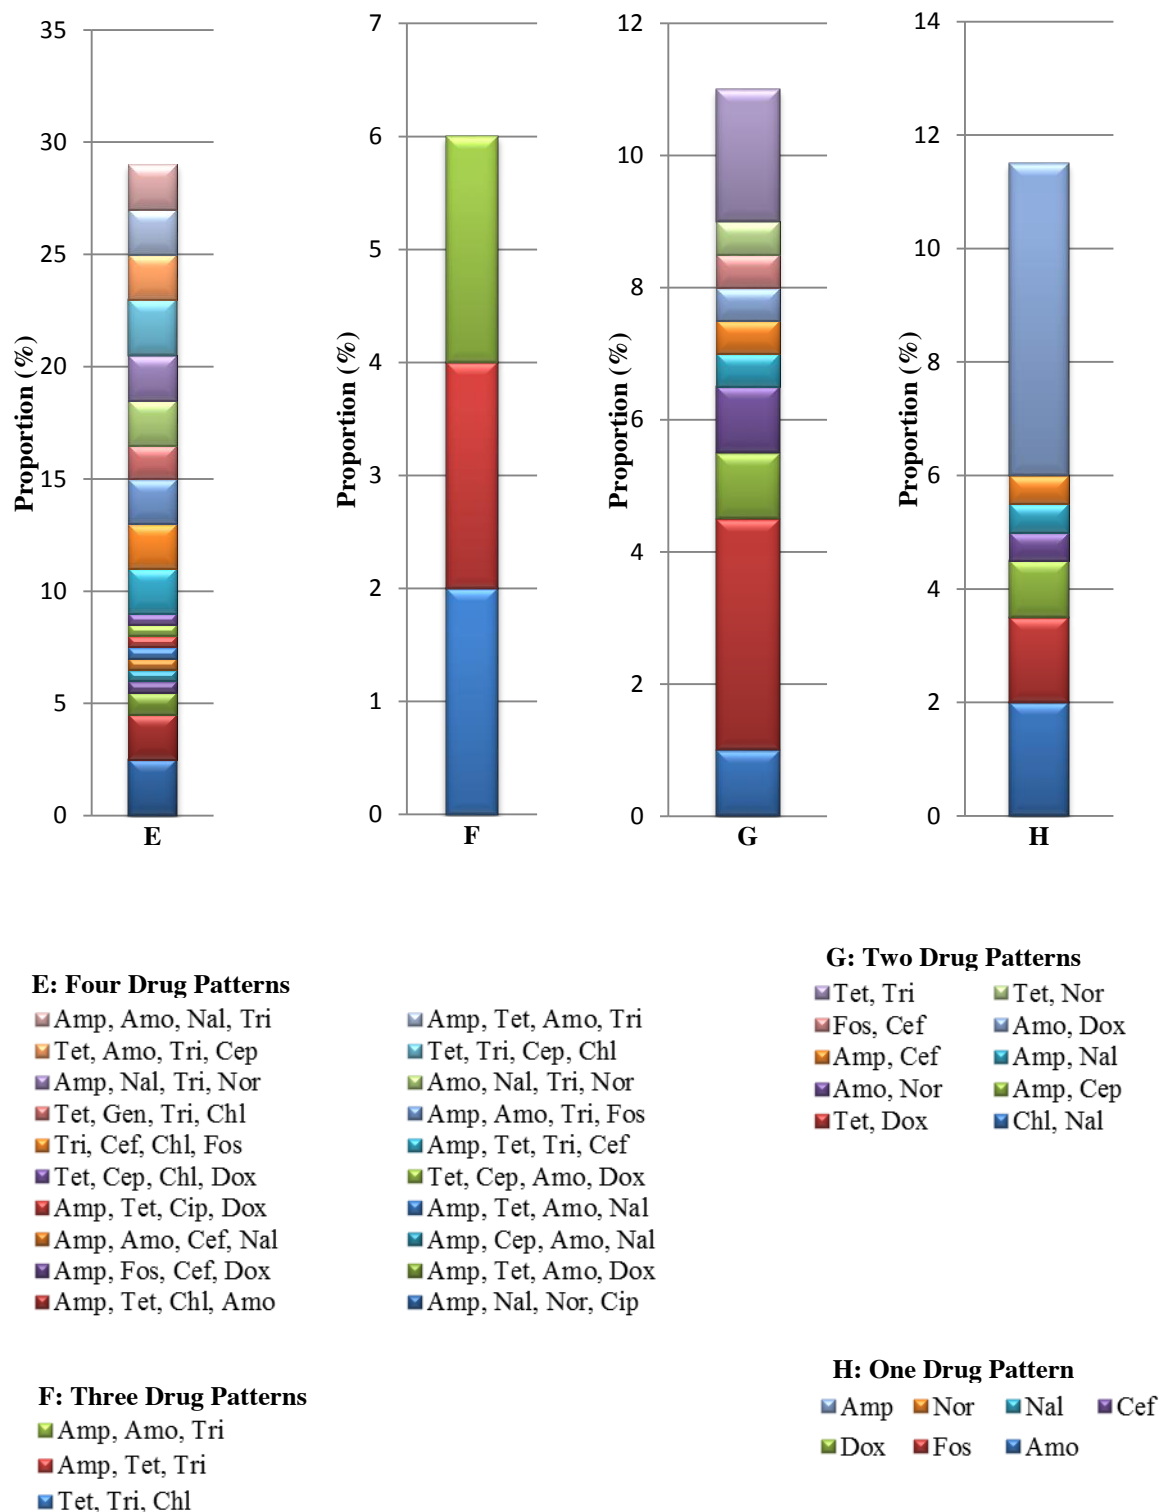 35
30
25
20
15
10
5
0
Proportion (%)
E
7
6
5
4
3
2
1
0
Proportion (%)
F
12
10
8
6
4
2
0
Proportion (%)
G
14
12
10
8
6
4
2
0
Proportion (%)
H
E: Four Drug Patterns
Amp, Amo, Nal, Tri
Amp, Tet, Amo, Tri
Tet, Amo, Tri, Cep
Tet, Tri, Cep, Chl
Amp, Nal, Tri, Nor
Amo, Nal, Tri, Nor
Tet, Gen, Tri, Chl
Amp, Amo, Tri, Fos
Tri, Cef, Chl, Fos
Amp, Tet, Tri, Cef
Tet, Cep, Chl, Dox
Tet, Cep, Amo, Dox
Amp, Tet, Cip, Dox
Amp, Tet, Amo, Nal
Amp, Amo, Cef, Nal
Amp, Cep, Amo, Nal
Amp, Fos, Cef, Dox
Amp, Tet, Amo, Dox
Amp, Tet, Chl, Amo
Amp, Nal, Nor, Cip
G: Two Drug Patterns
Tet, Tri
Tet, Nor
Fos, Cef
Amo, Dox
Amp, Cef
Amp, Nal
Amo, Nor
Amp, Cep
Tet, Dox
Chl, Nal
F: Three Drug Patterns
Amp, Amo, Tri
Amp, Tet, Tri
Tet, Tri, Chl
H: One Drug Pattern
Amp Nor Nal Cef
Dox Fos Amo